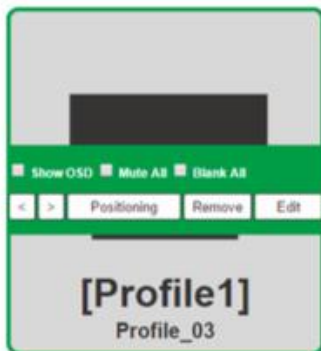 Show OSD Mute All Blank All
< > Positioning Remove Edit
[Profile1]
Profile_03